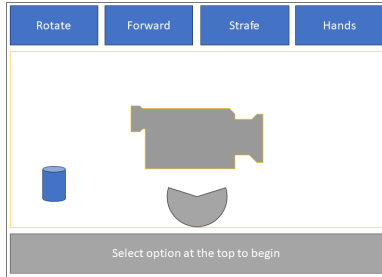 Rotate
Forward
Strafe
Hands
Select option at the top to begin